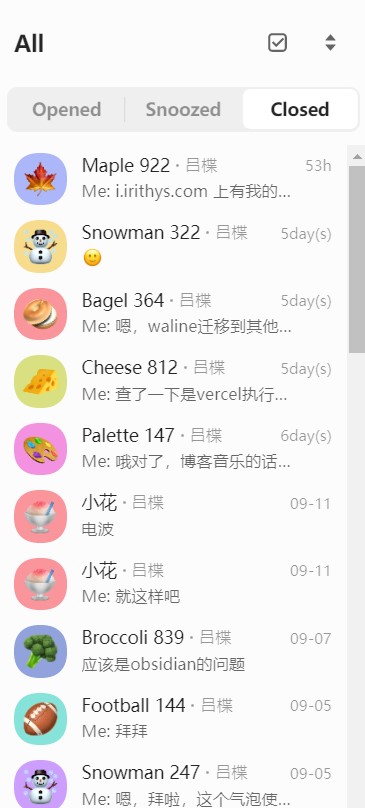 All
Opened Snoozed Closed
Maple 922 · 吕楪 53h
Me: i.irithys.com 上有我的...
Snowman 322 · 吕楪 5day(s)
🙂
Bagel 364 · 吕楪 5day(s)
Me: 嗯，waline迁移到其他...
Cheese 812 · 吕楪 5day(s)
Me: 查了一下是vercel执行...
Palette 147 · 吕楪 6day(s)
Me: 哦对了，博客音乐的话...
小花 · 吕楪 09-11
电波
小花 · 吕楪 09-11
Me: 就这样吧
Broccoli 839 · 吕楪 09-07
应该是obsidian的问题
Football 144 · 吕楪 09-05
Me: 拜拜
Snowman 247 · 吕楪 09-05
Me: 嗯，拜啦，这个气泡使...